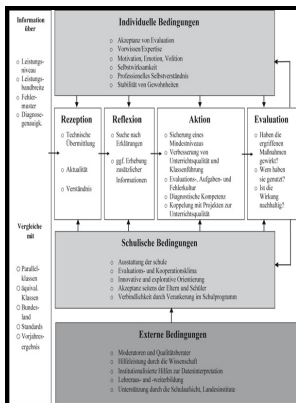 Information
über
o Leistungs-
niveau
o Leistungs-
bandbreite
o Fehler-
muster
o Diagnose-
genauigk.
Vergleiche
mit
o Parallel-
klassen
o äquival.
Klassen
o Bundes-
land
o Standards
o Vorjahres-
ergebnis
Individuelle Bedingungen
o Akzeptanz von Evaluation
o Vorwissen/Expertise
o Motivation, Emotion, Volition
o Selbstwirksamkeit
o Professionelles Selbstverständnis
o Stabilität von Gewohnheiten
Rezeption
o Technische
Übermittlung
o Aktualität
o Verständnis
Reflexion
o Suche nach
Erklärungen
o ggf. Erhebung
zusätzlicher
Informationen
Aktion
o Sicherung eines
Mindestniveaus
o Verbesserung von
Unterrichtsqualität und
Klassenführung
o Evaluations-, Aufgaben- und
Fehlerkultur
o Diagnostische Kompetenz
o Koppelung mit Projekten zur
Unterrichtsqualität
Evaluation
o Haben die
ergriffenen
Maßnahmen
gewirkt?
o Wem haben
sie genutzt?
o Ist die
Wirkung
nachhaltig?
Schulische Bedingungen
o Ausstattung der schule
o Evaluations- und Kooperationsklima
o Innovative und explorative Orientierung
o Akzeptanz seitens der Eltern und Schüler
o Verbindlichkeit durch Verankerung im Schulprogramm
Externe Bedingungen
o Moderatoren und Qualitätsberater
o Hilfeleistung durch die Wissenschaft
o Institutionalisierte Hilfen zur Dateninterpretation
o Lehreraus- und -weiterbildung
o Unterstützung durch die Schulaufsicht, Landesinstitute